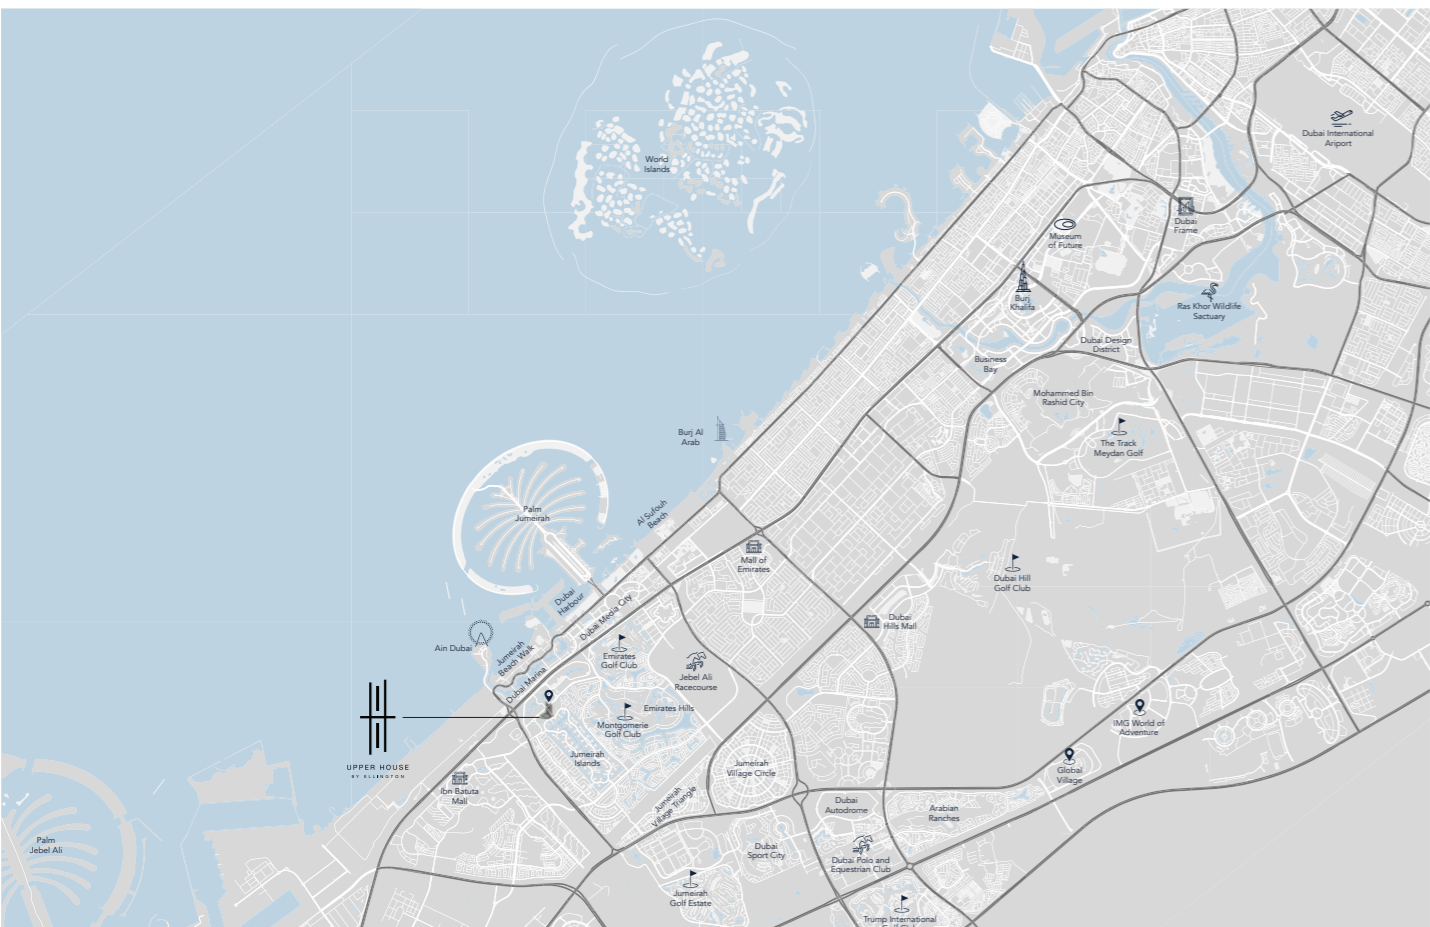 Dubai International
Ariport
World
Islands
Dubai
Frame
Museum
of Future
Burj
Khalifa
Ras Khor Wildlife
Sactuary
Dubai Design
District
Business
Bay
Mohammed Bin
Rashid City
Burj Al
Arab
The Track
Meydan Golf
Palm
Jumeirah
Al Sufouh
Beach
Mall of
Emirates
Dubai Hill
Golf Club
Dubai
Harbour
Dubai Media City
Dubai
Hills Mall
Ain Dubai
Jumeirah
Beach Walk
Emirates
Golf Club
Dubai Marina
Jebel Ali
Racecourse
Emirates Hills
Montgomerie
Golf Club
IMG World of
Adventure
UPPER HOUSE
BY ELLINGTON
Jumeirah
Islands
Jumeirah
Village Circle
Global
Village
Ibn Batuta
Mall
Jumeirah
Village Triangle
Dubai
Autodrome
Arabian
Ranches
Palm
Jebel Ali
Dubai
Sport City
Dubai Polo and
Equestrian Club
Jumeirah
Golf Estate
Trump International
Golf Club